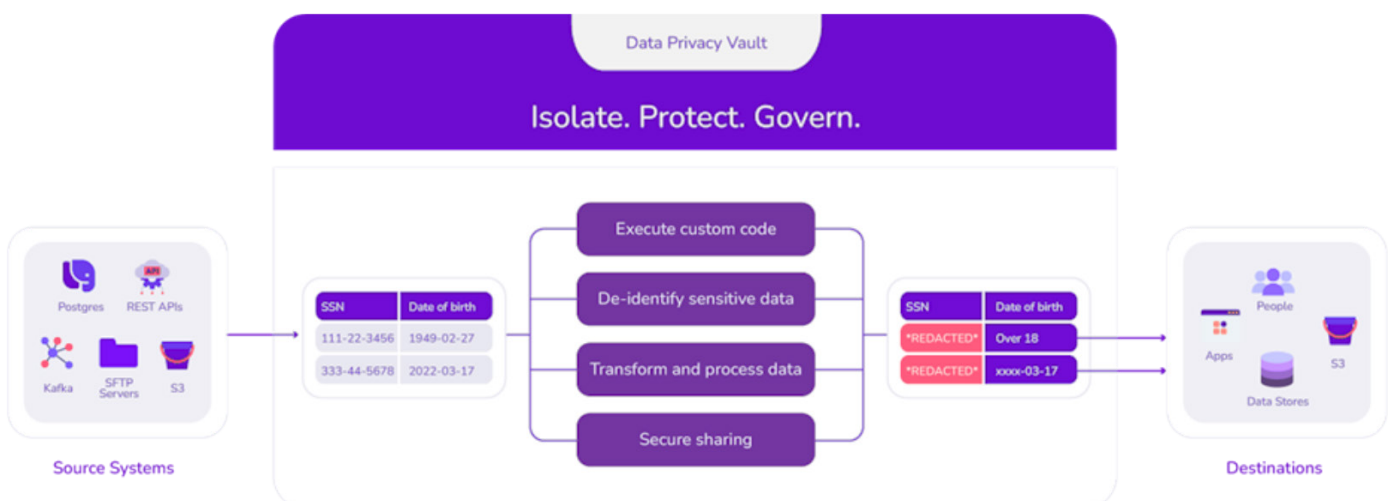 Data Privacy Vault
Isolate. Protect. Govern.
Postgres
REST APIs
API
Kafka
SFTP
Servers
S3
Source Systems
SSN Date of birth
111-22-3456 1949-02-27
333-44-5678 2022-03-17
Execute custom code
De-identify sensitive data
Transform and process data
Secure sharing
SSN Date of birth
*REDACTED* Over 18
*REDACTED* xxxx-03-17
People
Apps
S3
Data Stores
Destinations